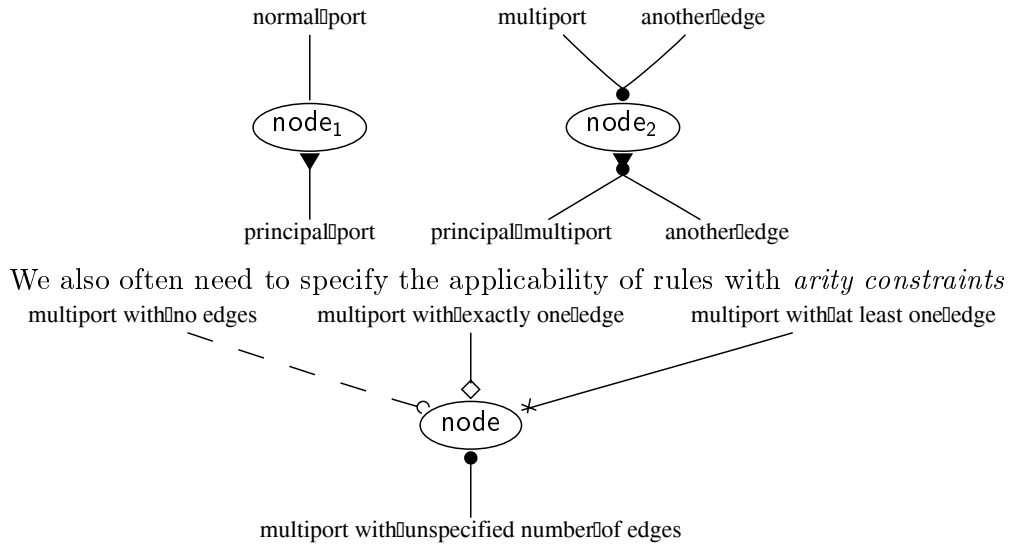 normal port
multiport
another edge
node1
node2
principal port
principal multiport
another edge
We also often need to specify the applicability of rules with arity constraints
multiport with no edges
multiport with exactly one edge
multiport with at least one edge
node
multiport with unspecified number of edges